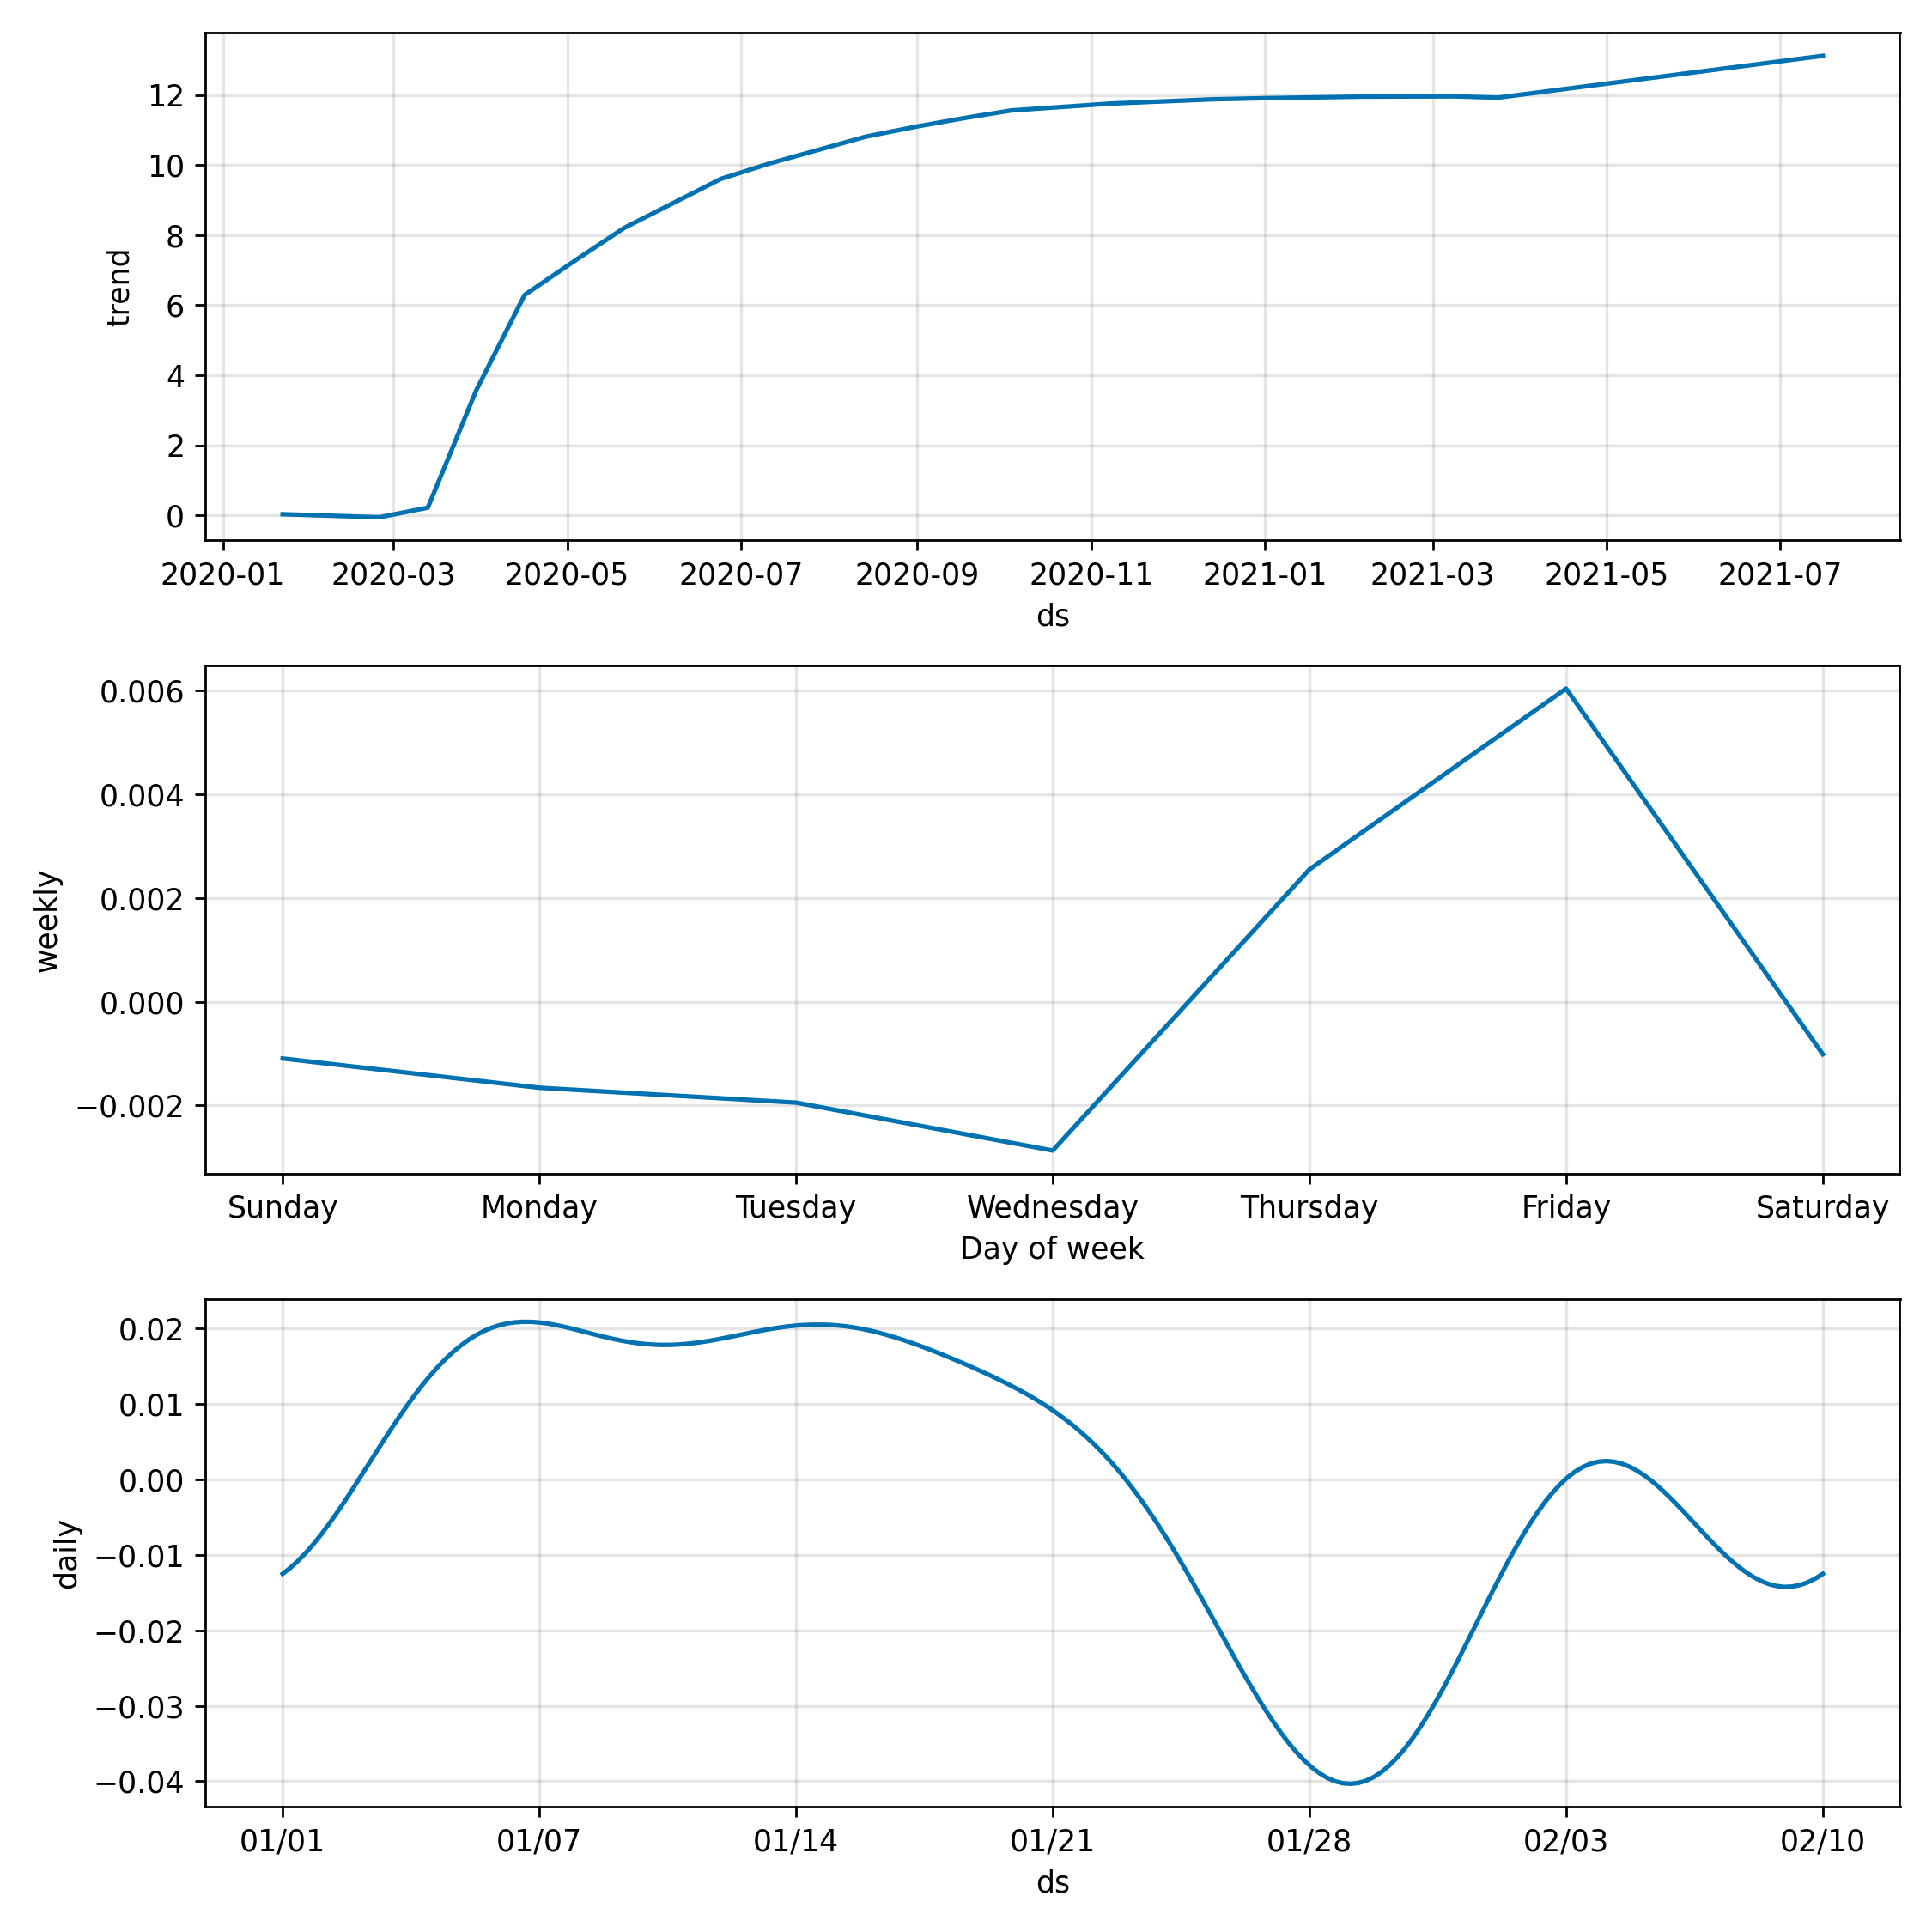 12
10
8
6
4
2
0
trend
2020-01 2020-03 2020-05 2020-07 2020-09 2020-11 2021-01 2021-03 2021-05 2021-07
ds
0.006
0.004
0.002
0.000
−0.002
weekly
Sunday Monday Tuesday Wednesday Thursday Friday Saturday
Day of week
0.02
0.01
0.00
−0.01
−0.02
−0.03
−0.04
daily
01/01 01/07 01/14 01/21 01/28 02/03 02/10
ds